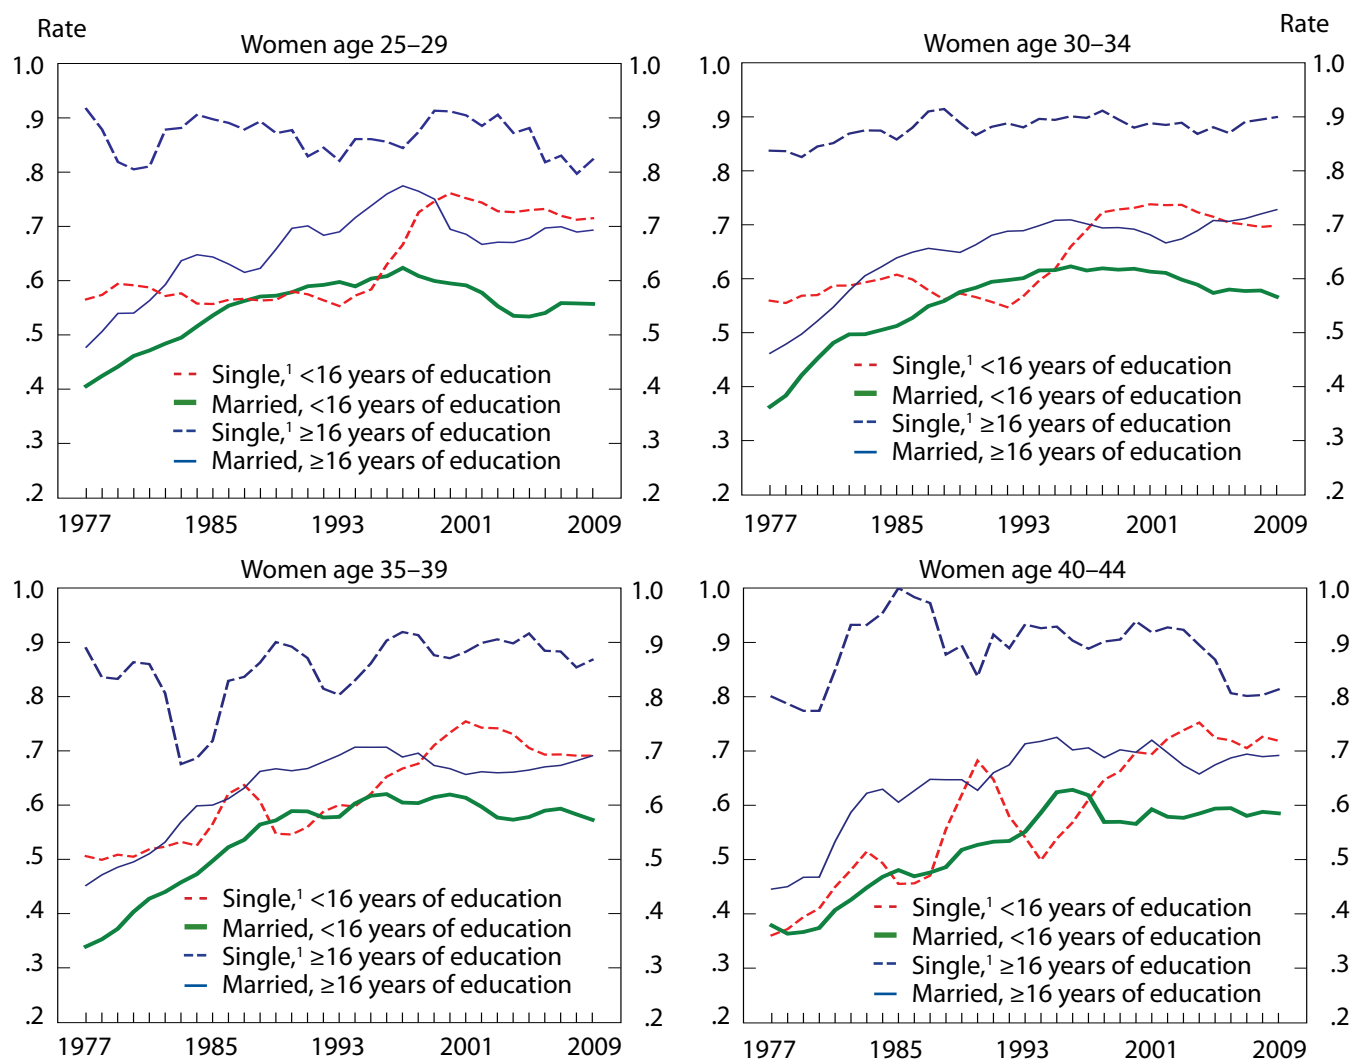 Rate
Rate
Women age 25–29
1.0
.9
.8
.7
.6
.5
.4
.3
.2
1.0
.9
.8
.7
.6
.5
.4
.3
.2
Single,¹ <16 years of education
Married, <16 years of education
Single,¹ ≥16 years of education
Married, ≥16 years of education
1977 1985 1993 2001 2009
Women age 30–34
1.0
.9
.8
.7
.6
.5
.4
.3
.2
1.0
.9
.8
.7
.6
.5
.4
.3
.2
Single,¹ <16 years of education
Married, <16 years of education
Single,¹ ≥16 years of education
Married, ≥16 years of education
1977 1985 1993 2001 2009
Women age 35–39
1.0
.9
.8
.7
.6
.5
.4
.3
.2
1.0
.9
.8
.7
.6
.5
.4
.3
.2
Single,¹ <16 years of education
Married, <16 years of education
Single,¹ ≥16 years of education
Married, ≥16 years of education
1977 1985 1993 2001 2009
Women age 40–44
1.0
.9
.8
.7
.6
.5
.4
.3
.2
1.0
.9
.8
.7
.6
.5
.4
.3
.2
Single,¹ <16 years of education
Married, <16 years of education
Single,¹ ≥16 years of education
Married, ≥16 years of education
1977 1985 1993 2001 2009